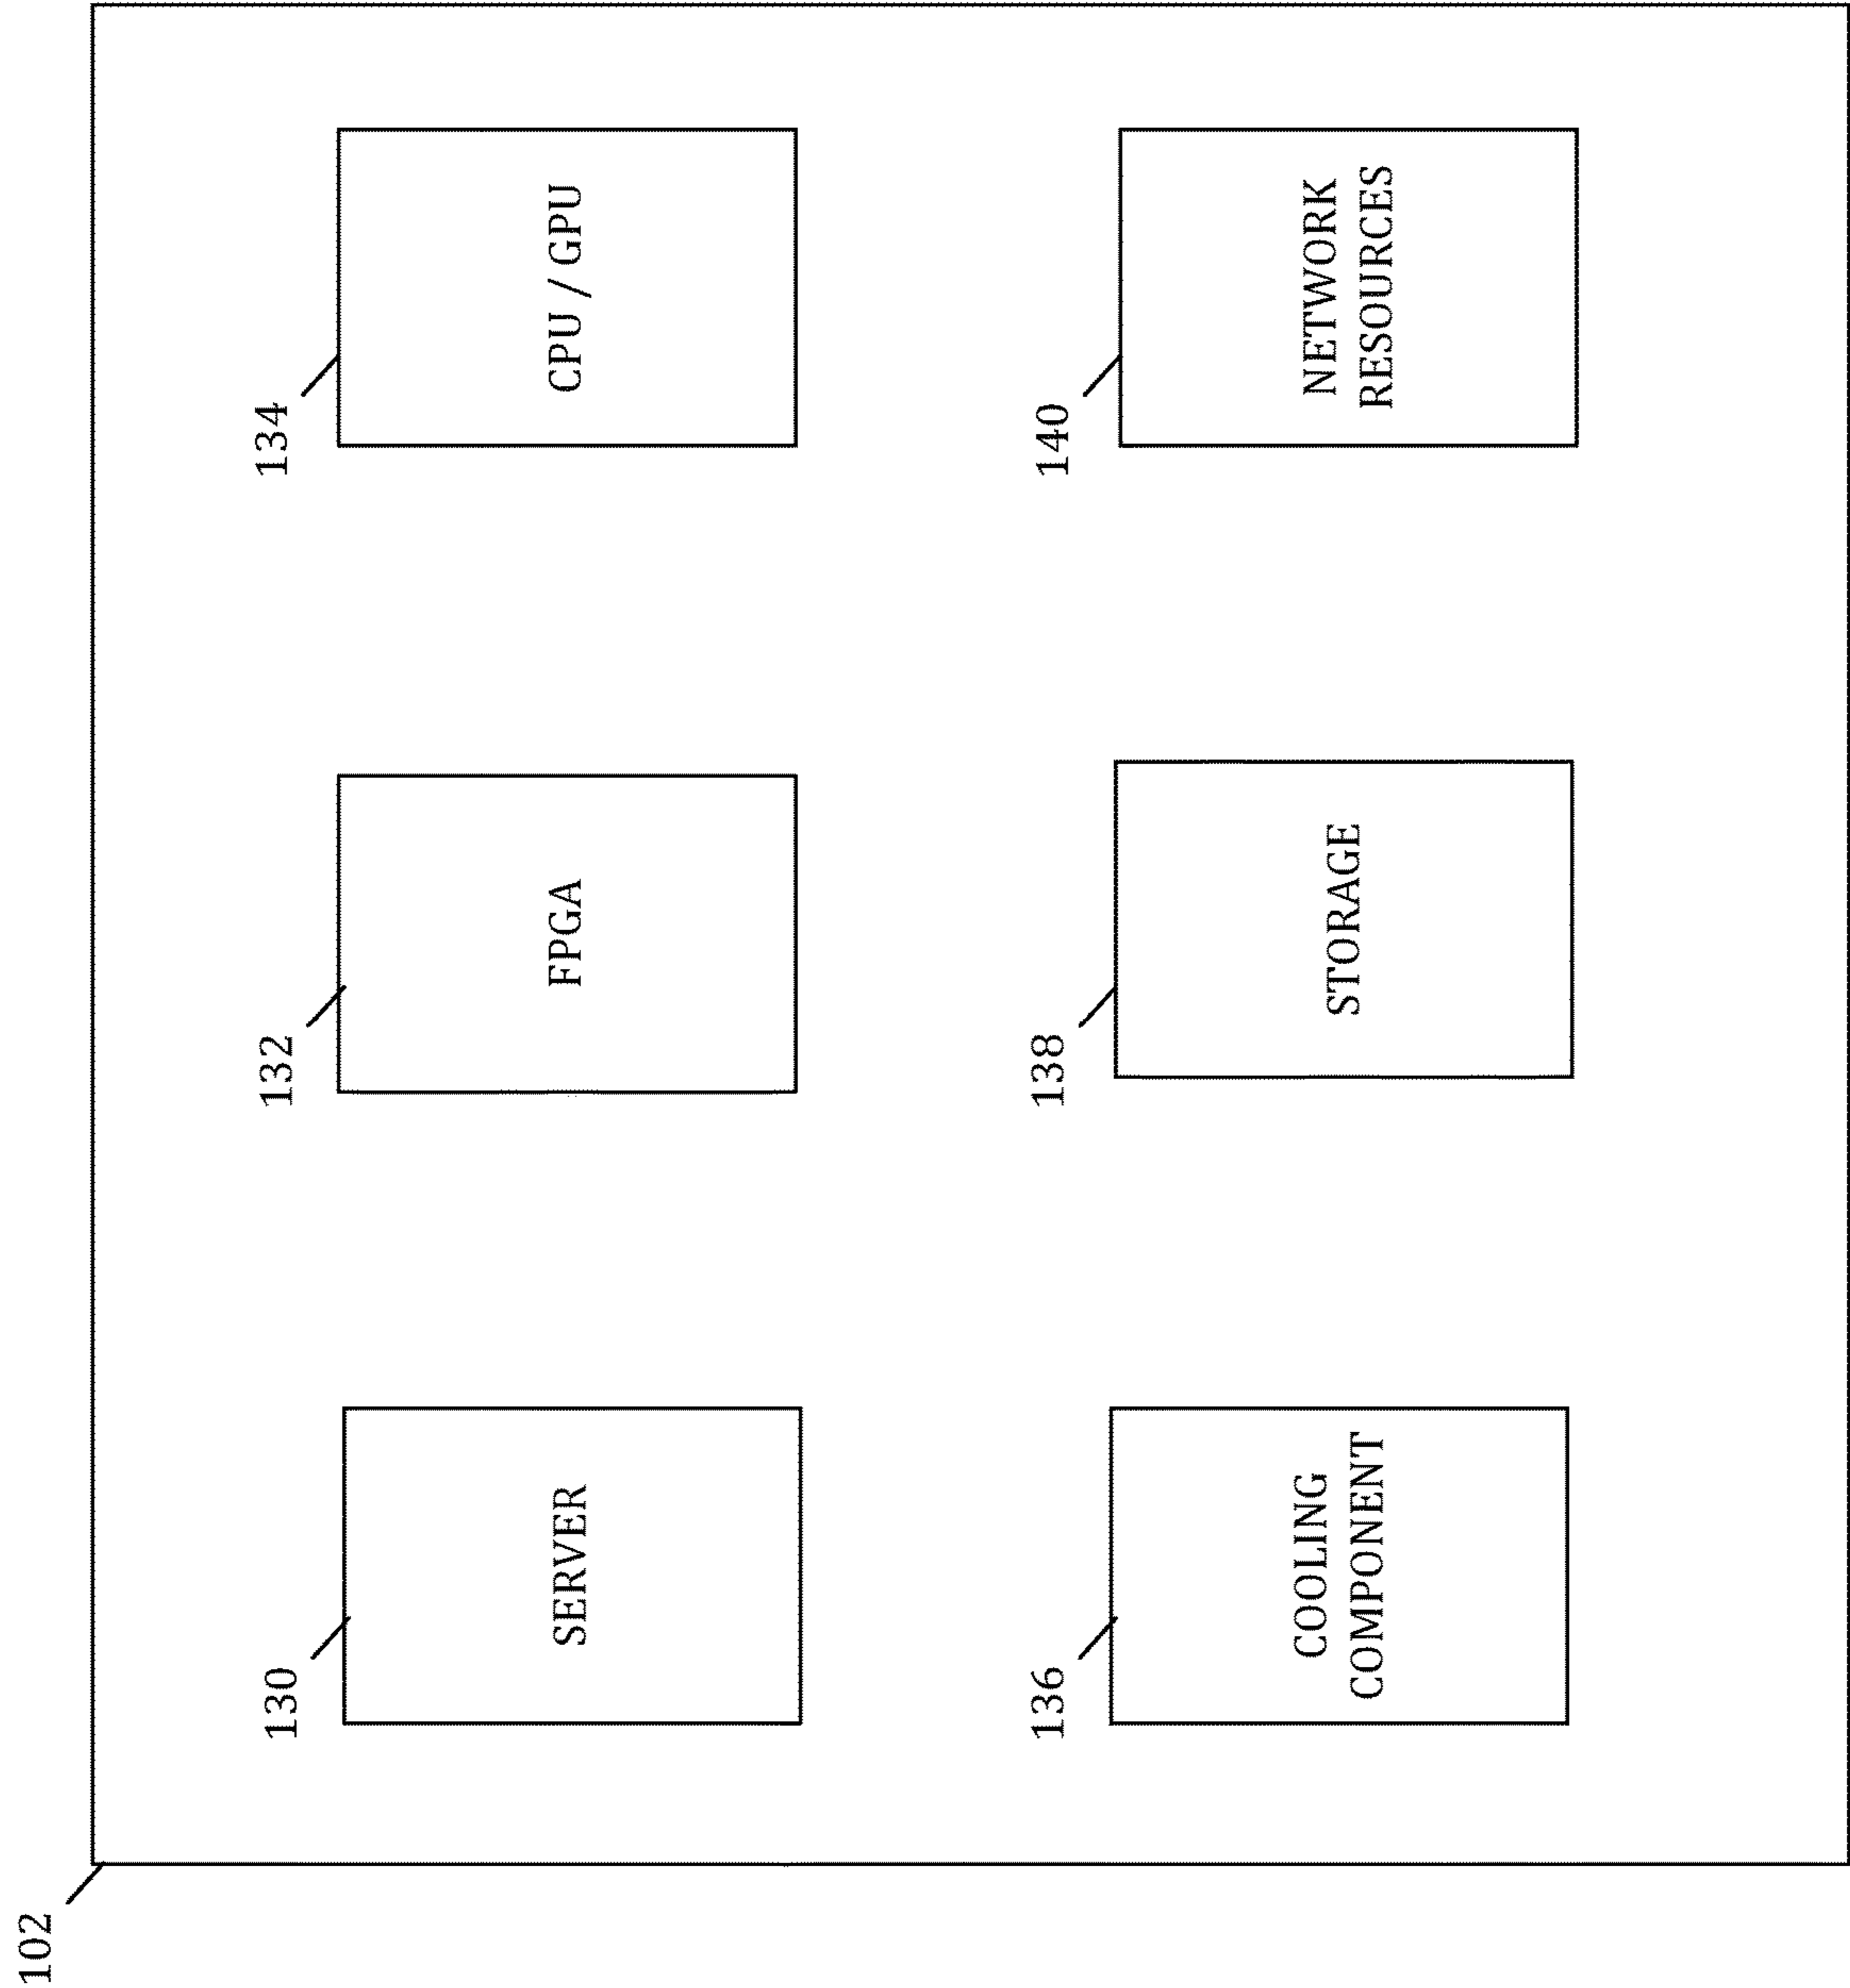 102
130
SERVER
132
FPGA
134
CPU / GPU
136
COOLING
COMPONENT
138
STORAGE
140
NETWORK
RESOURCES